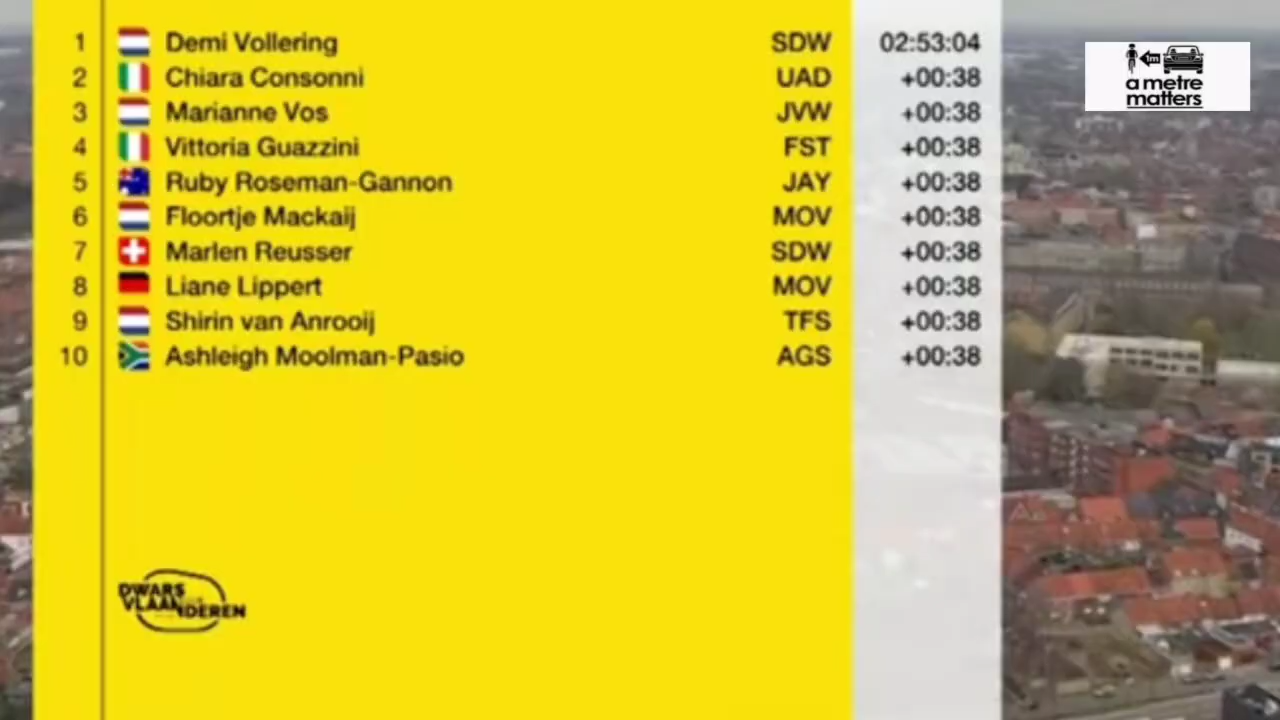 1 Demi Vollering SDW 02:53:04
2 Chiara Consonni UAD +00:38
3 Marianne Vos JVW +00:38
4 Vittoria Guazzini FST +00:38
5 Ruby Roseman-Gannon JAY +00:38
6 Floortje Mackaij MOV +00:38
7 Marlen Reusser SDW +00:38
8 Liane Lippert MOV +00:38
9 Shirin van Anrooij TFS +00:38
10 Ashleigh Moolman-Pasio AGS +00:38
1m
a metre
matters
DWARS
VLAANDEREN